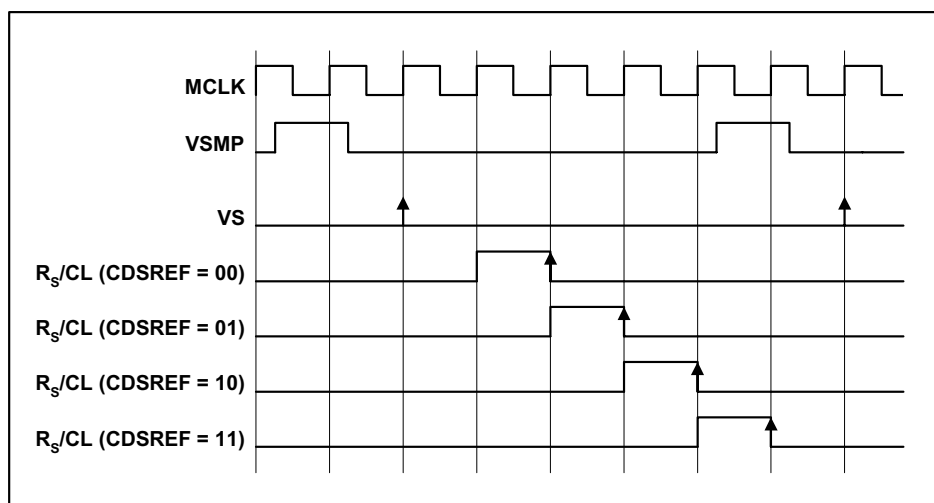 MCLK
VSMP
VS
RS/CL (CDSREF = 00)
RS/CL (CDSREF = 01)
RS/CL (CDSREF = 10)
RS/CL (CDSREF = 11)